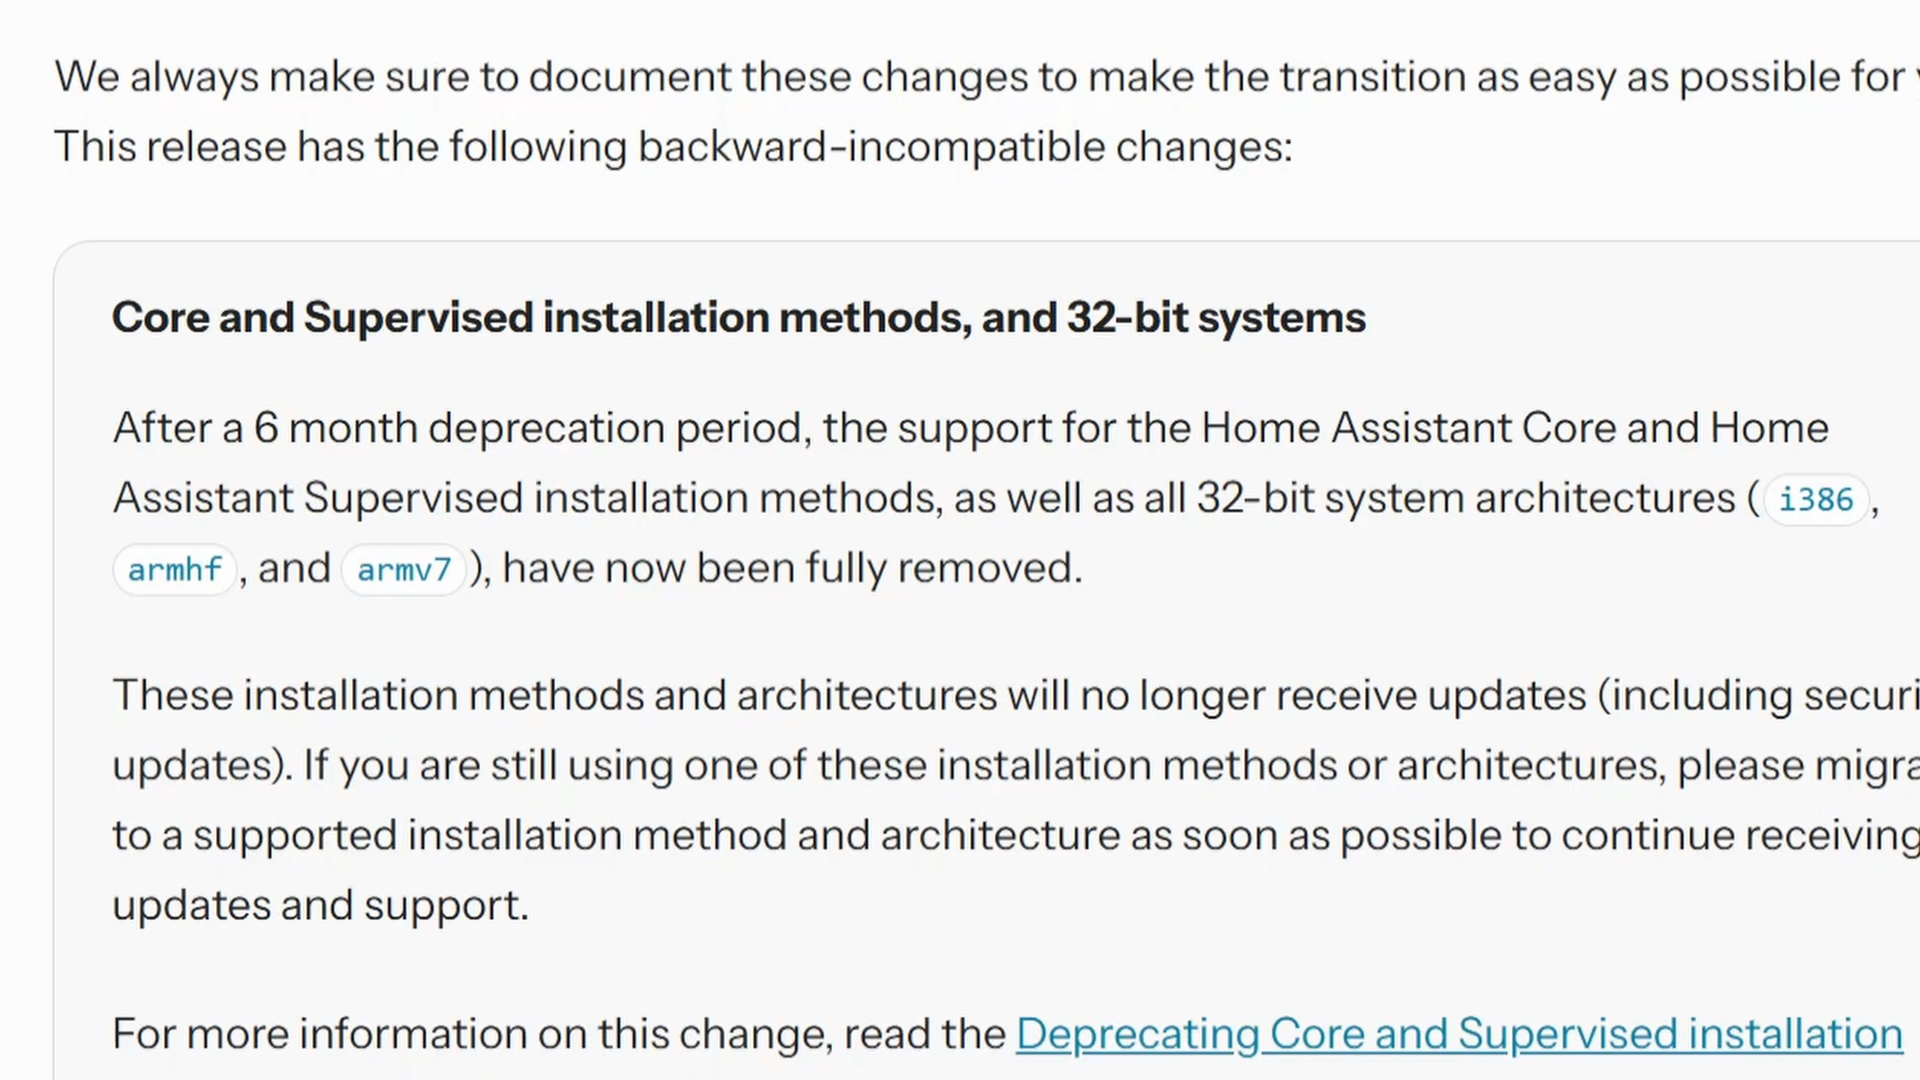 We always make sure to document these changes to make the transition as easy as possible for
This release has the following backward-incompatible changes:
Core and Supervised installation methods, and 32-bit systems
After a 6 month deprecation period, the support for the Home Assistant Core and Home
Assistant Supervised installation methods, as well as all 32-bit system architectures ( i386 ,
armhf , and armv7 ), have now been fully removed.
These installation methods and architectures will no longer receive updates (including securi
updates). If you are still using one of these installation methods or architectures, please migra
to a supported installation method and architecture as soon as possible to continue receiving
updates and support.
For more information on this change, read the Deprecating Core and Supervised installation